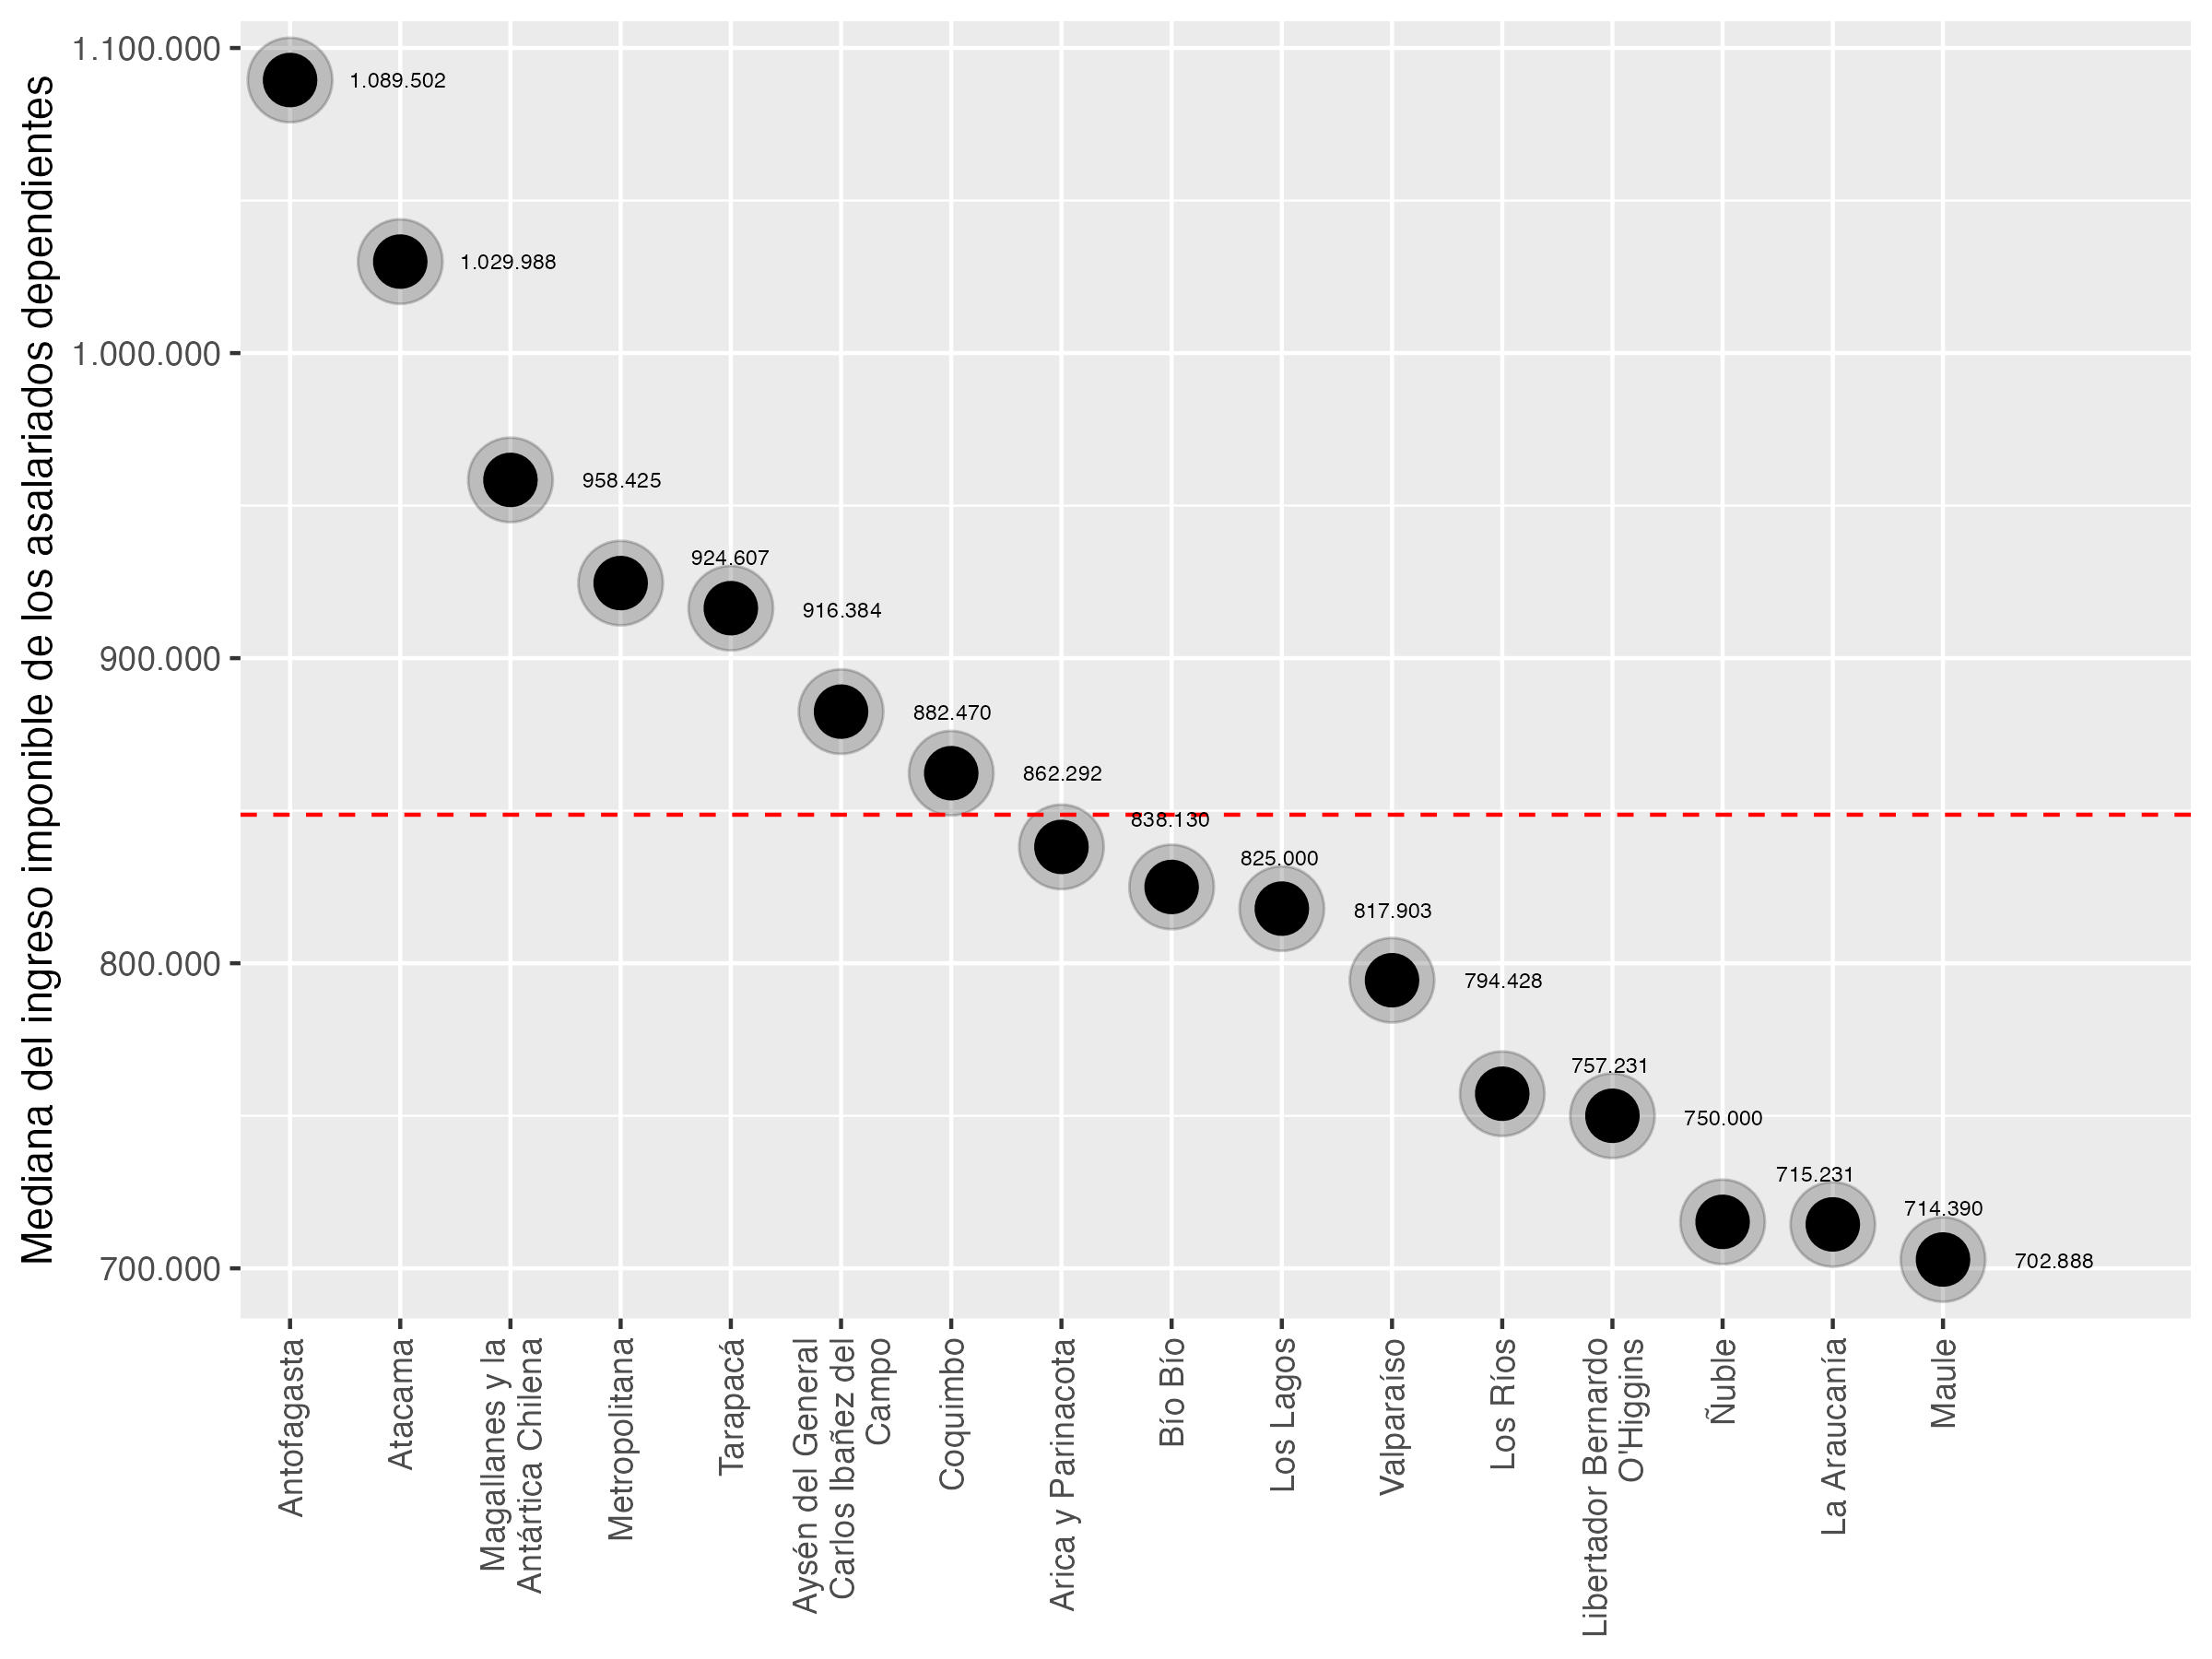 Mediana del ingreso imponible de los asalariados dependientes
1.100.000
1.000.000
900.000
800.000
700.000
1.089.502
1.029.988
958.425
924.607
916.384
882.470
862.292
838.130
825.000
817.903
794.428
757.231
750.000
715.231
714.390
702.888
Antofagasta
Atacama
Magallanes y la
Antártica Chilena
Metropolitana
Tarapacá
Aysén del General
Carlos Ibañez del
Campo
Coquimbo
Arica y Parinacota
Bío Bío
Los Lagos
Valparaíso
Los Ríos
Libertador Bernardo
O'Higgins
Ñuble
La Araucanía
Maule